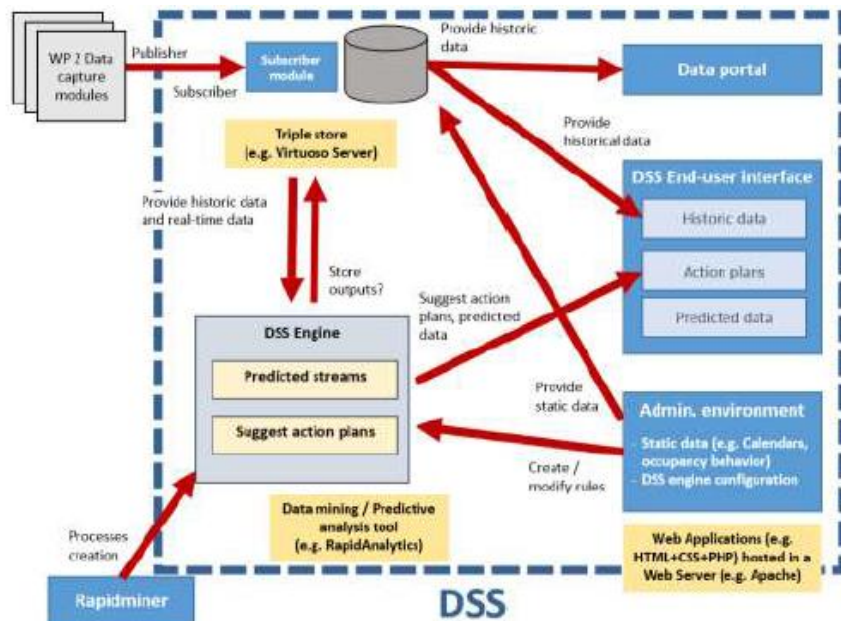 WP 2 Data
capture
modules
Publisher
Subscriber
Subscriber
module
Provide historic
data
Data portal
Triple store
(e.g. Virtuoso Server)
Provide
historical data
DSS End-user interface
Historic data
Action plans
Predicted data
Provide historic data
and real-time data
Store
outputs?
Suggest action
plans, predicted
data
DSS Engine
Predicted streams
Suggest action plans
Provide
static data
Admin. environment
- Static data (e.g. Calendars,
occupancy behavior)
- DSS engine configuration
Create /
modify rules
Data mining / Predictive
analysis tool
(e.g. RapidAnalytics)
Web Applications (e.g.
HTML+CSS+PHP) hosted in a
Web Server (e.g. Apache)
Processes
creation
Rapidminer
DSS